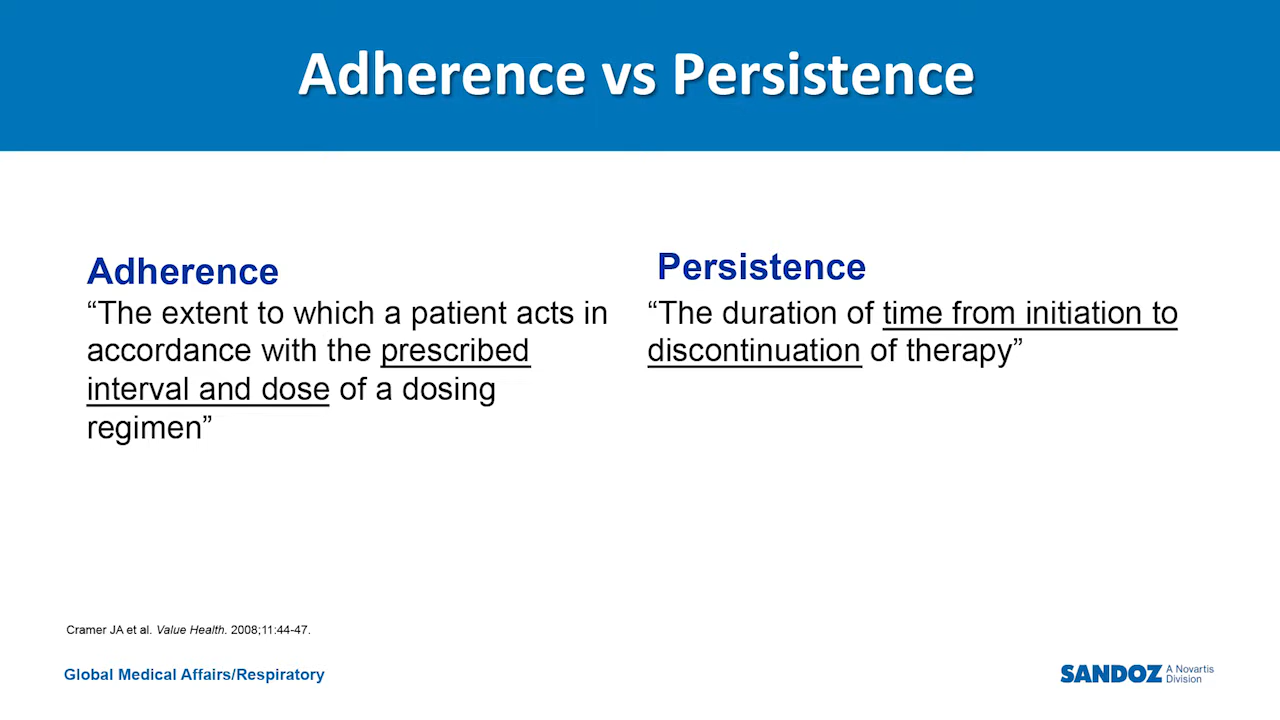 Adherence vs Persistence
Adherence
“The extent to which a patient acts in
accordance with the prescribed
interval and dose of a dosing
regimen”
Persistence
“The duration of time from initiation to
discontinuation of therapy”
Cramer JA et al. Value Health. 2008;11:44-47.
Global Medical Affairs/Respiratory
SANDOZ A Novartis
Division